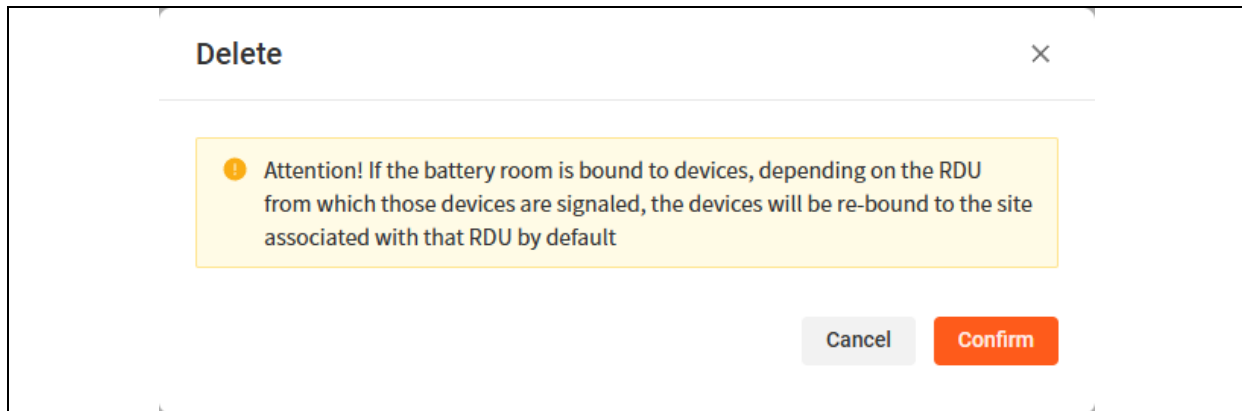 Delete
Attention! If the battery room is bound to devices, depending on the RDU
from which those devices are signaled, the devices will be re-bound to the site
associated with that RDU by default
Cancel Confirm